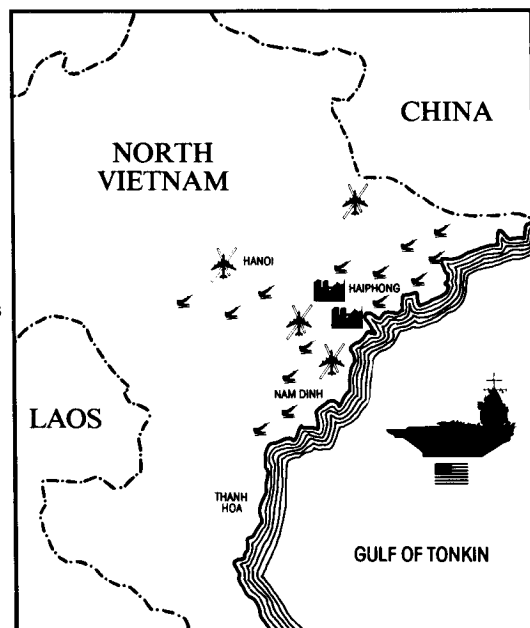 CHINA
NORTH
VIETNAM
HANOI
HAIPHONG
NAM DINH
LAOS
THANH
HOA
GULF OF TONKIN